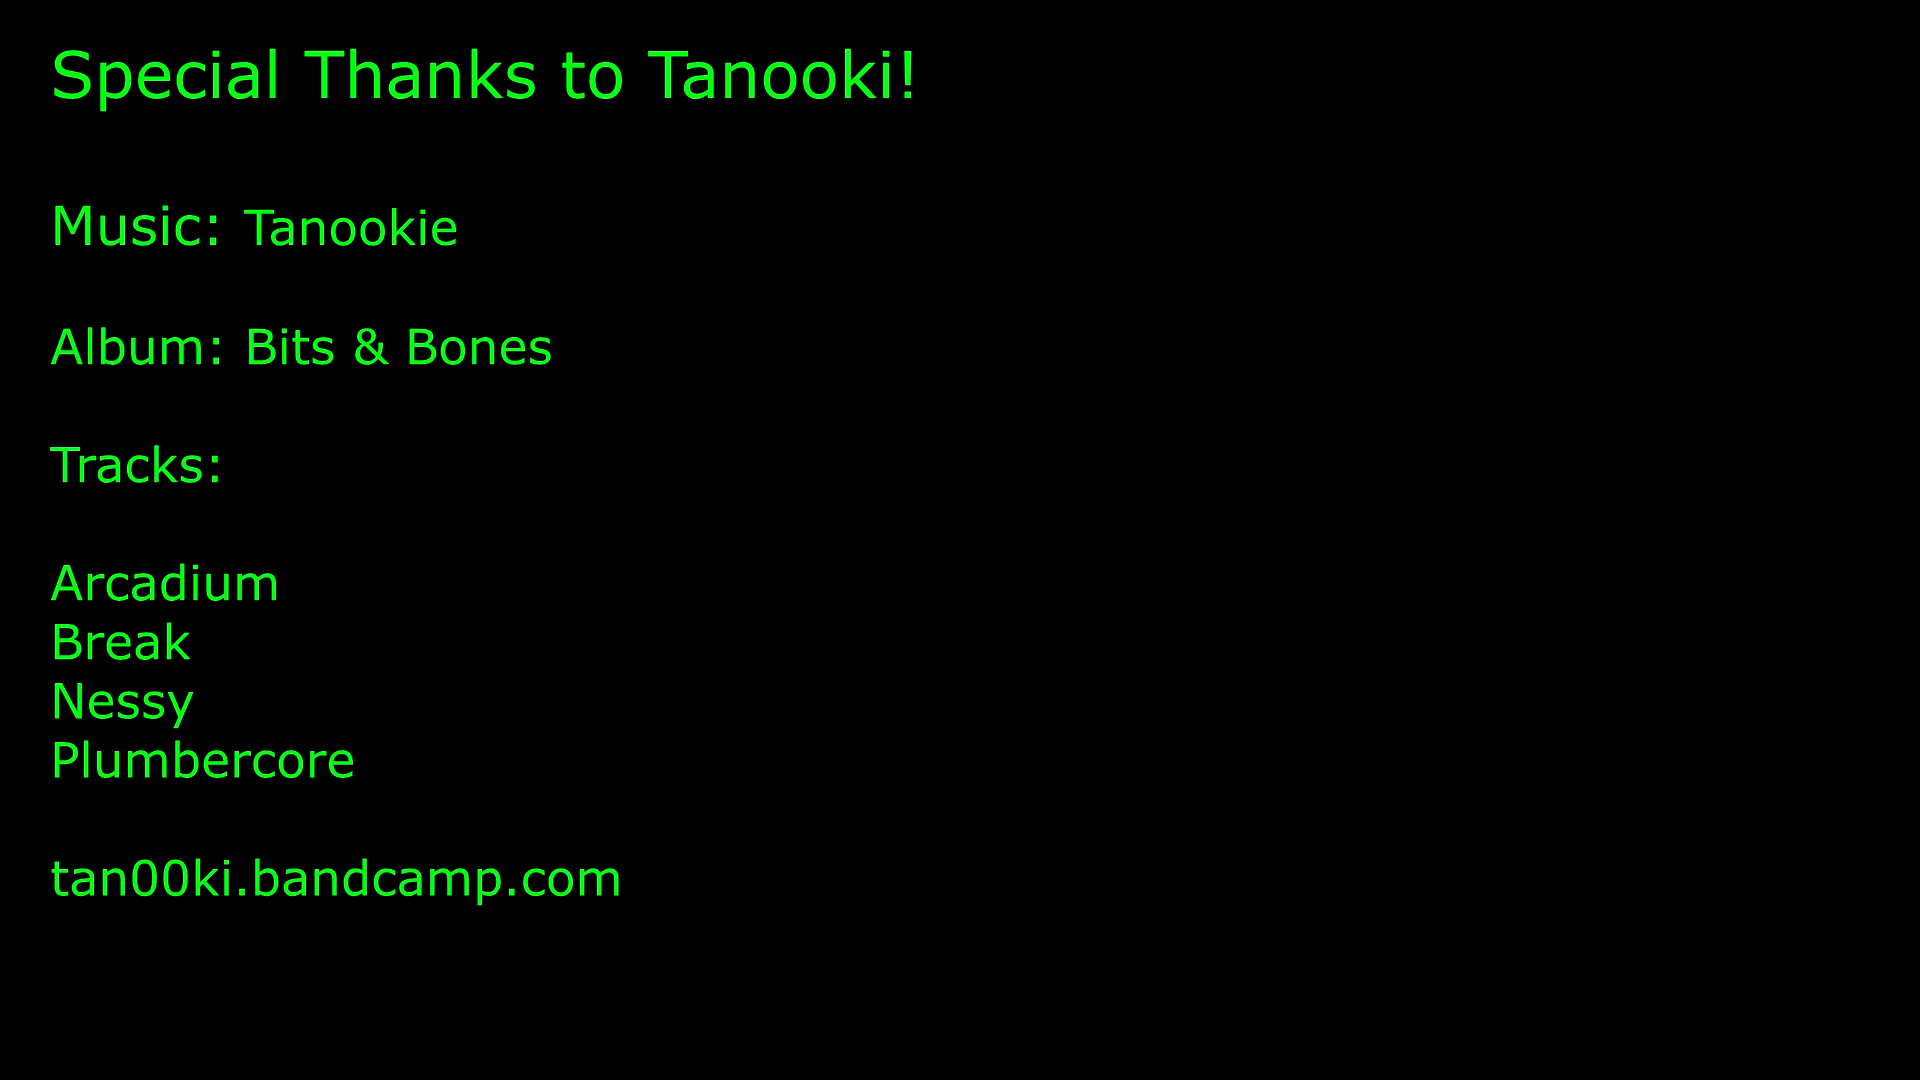 Special Thanks to Tanooki!
Music: Tanookie
Album: Bits & Bones
Tracks:
Arcadium
Break
Nessy
Plumbercore
tan00ki.bandcamp.com